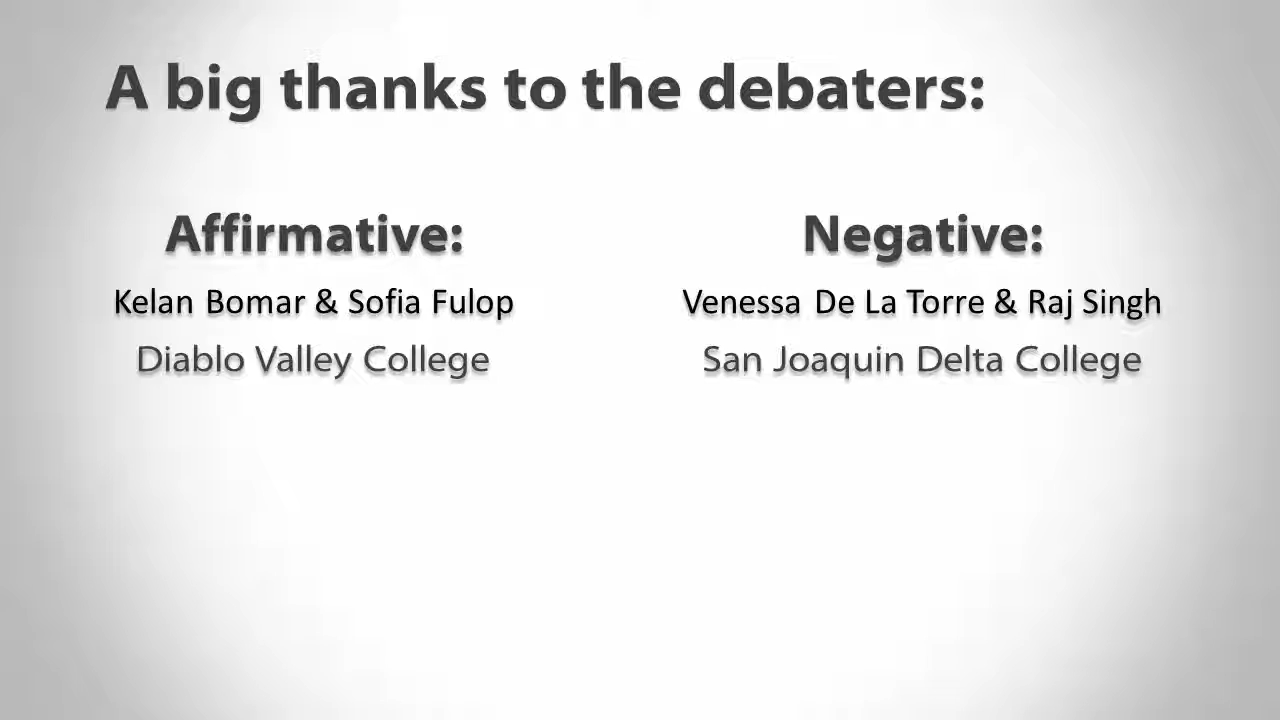 A big thanks to the debaters:
Affirmative:
Kelan Bomar & Sofia Fulop
Diablo Valley College
Negative:
Venessa De La Torre & Raj Singh
San Joaquin Delta College